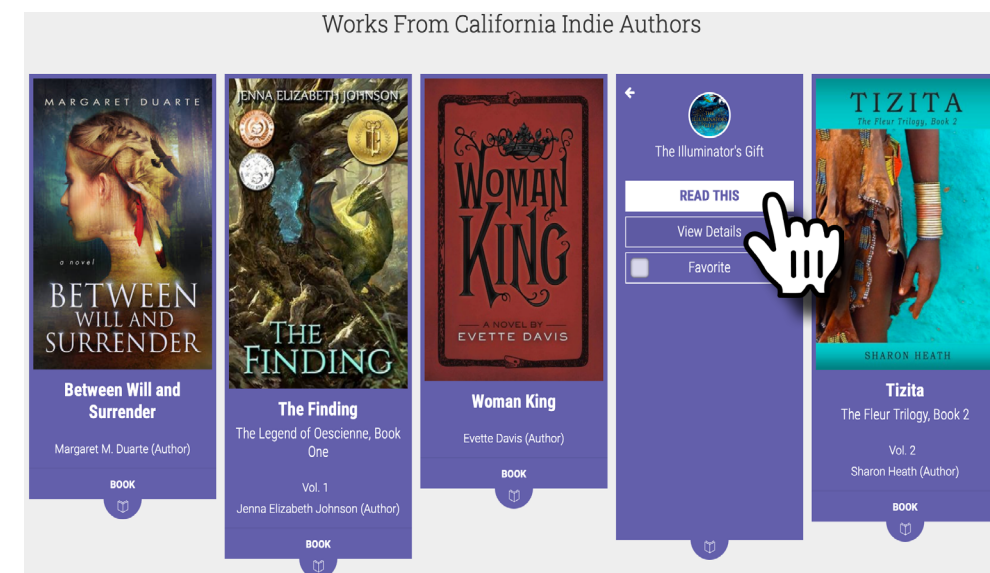 Works From California Indie Authors
MARGARET DUARTE
a novel
BETWEEN
WILL AND
SURRENDER
Between Will and
Surrender
Margaret M. Duarte (Author)
BOOK
JENNA ELIZABETH JOHNSON
THE
FINDING
The Finding
The Legend of Oescienne, Book
One
Vol. 1
Jenna Elizabeth Johnson (Author)
BOOK
WOMAN
KING
A NOVEL BY
EVETTE DAVIS
Woman King
Evette Davis (Author)
BOOK
The Illuminator's Gift
READ THIS
View Details
Favorite
TIZITA
The Fleur Trilogy, Book 2
SHARON HEATH
Tizita
The Fleur Trilogy, Book 2
Vol. 2
Sharon Heath (Author)
BOOK